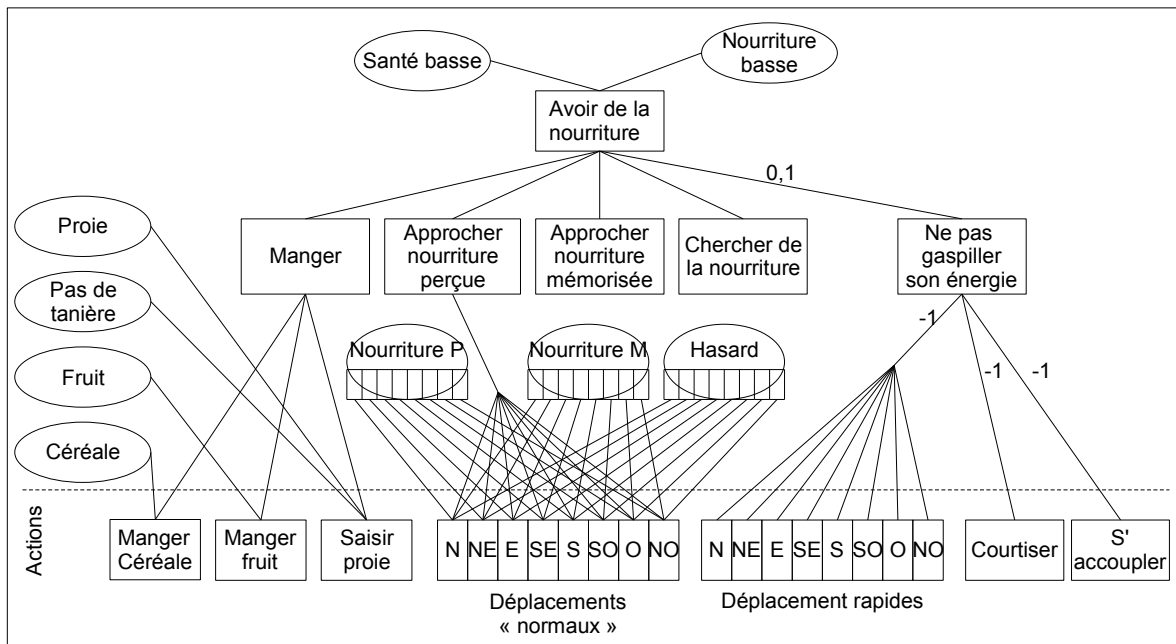 Santé basse
Nourriture
basse
Avoir de la
nourriture
0,1
Proie
Manger
Approcher
nourriture
perçue
Approcher
nourriture
mémorisée
Chercher de
la nourriture
Ne pas
gaspiller
son énergie
Pas de
tanière
-1
Nourriture P
Nourriture M
Hasard
-1
-1
Fruit
Céréale
Actions
Manger
Céréale
Manger
fruit
Saisir
proie
N NE E SE S SO O NO
N NE E SE S SO O NO
Courtiser
S'
accoupler
Déplacements
« normaux »
Déplacement rapides